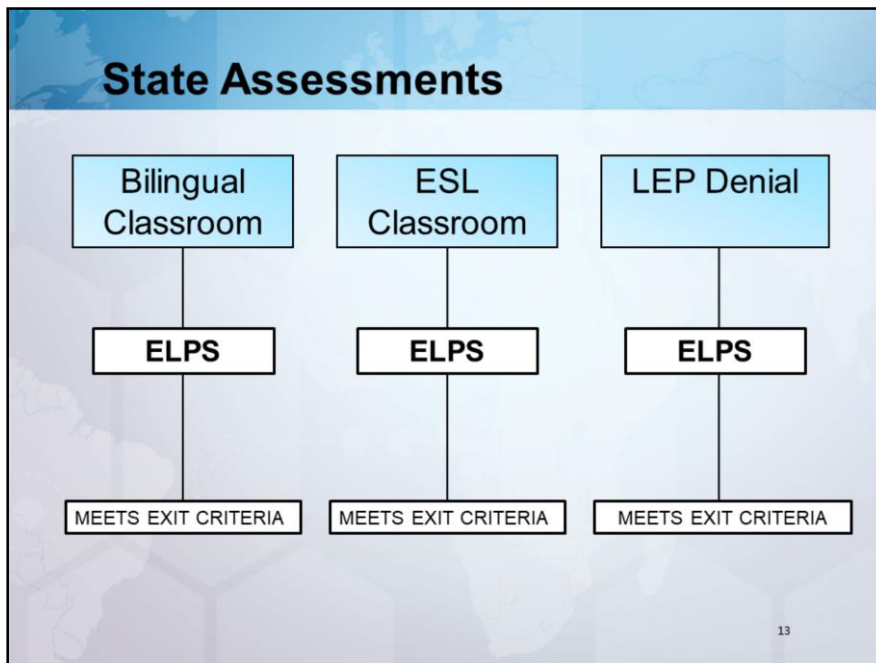 State Assessments
Bilingual
Classroom
ESL
Classroom
LEP Denial
ELPS
ELPS
ELPS
MEETS EXIT CRITERIA
MEETS EXIT CRITERIA
MEETS EXIT CRITERIA
13